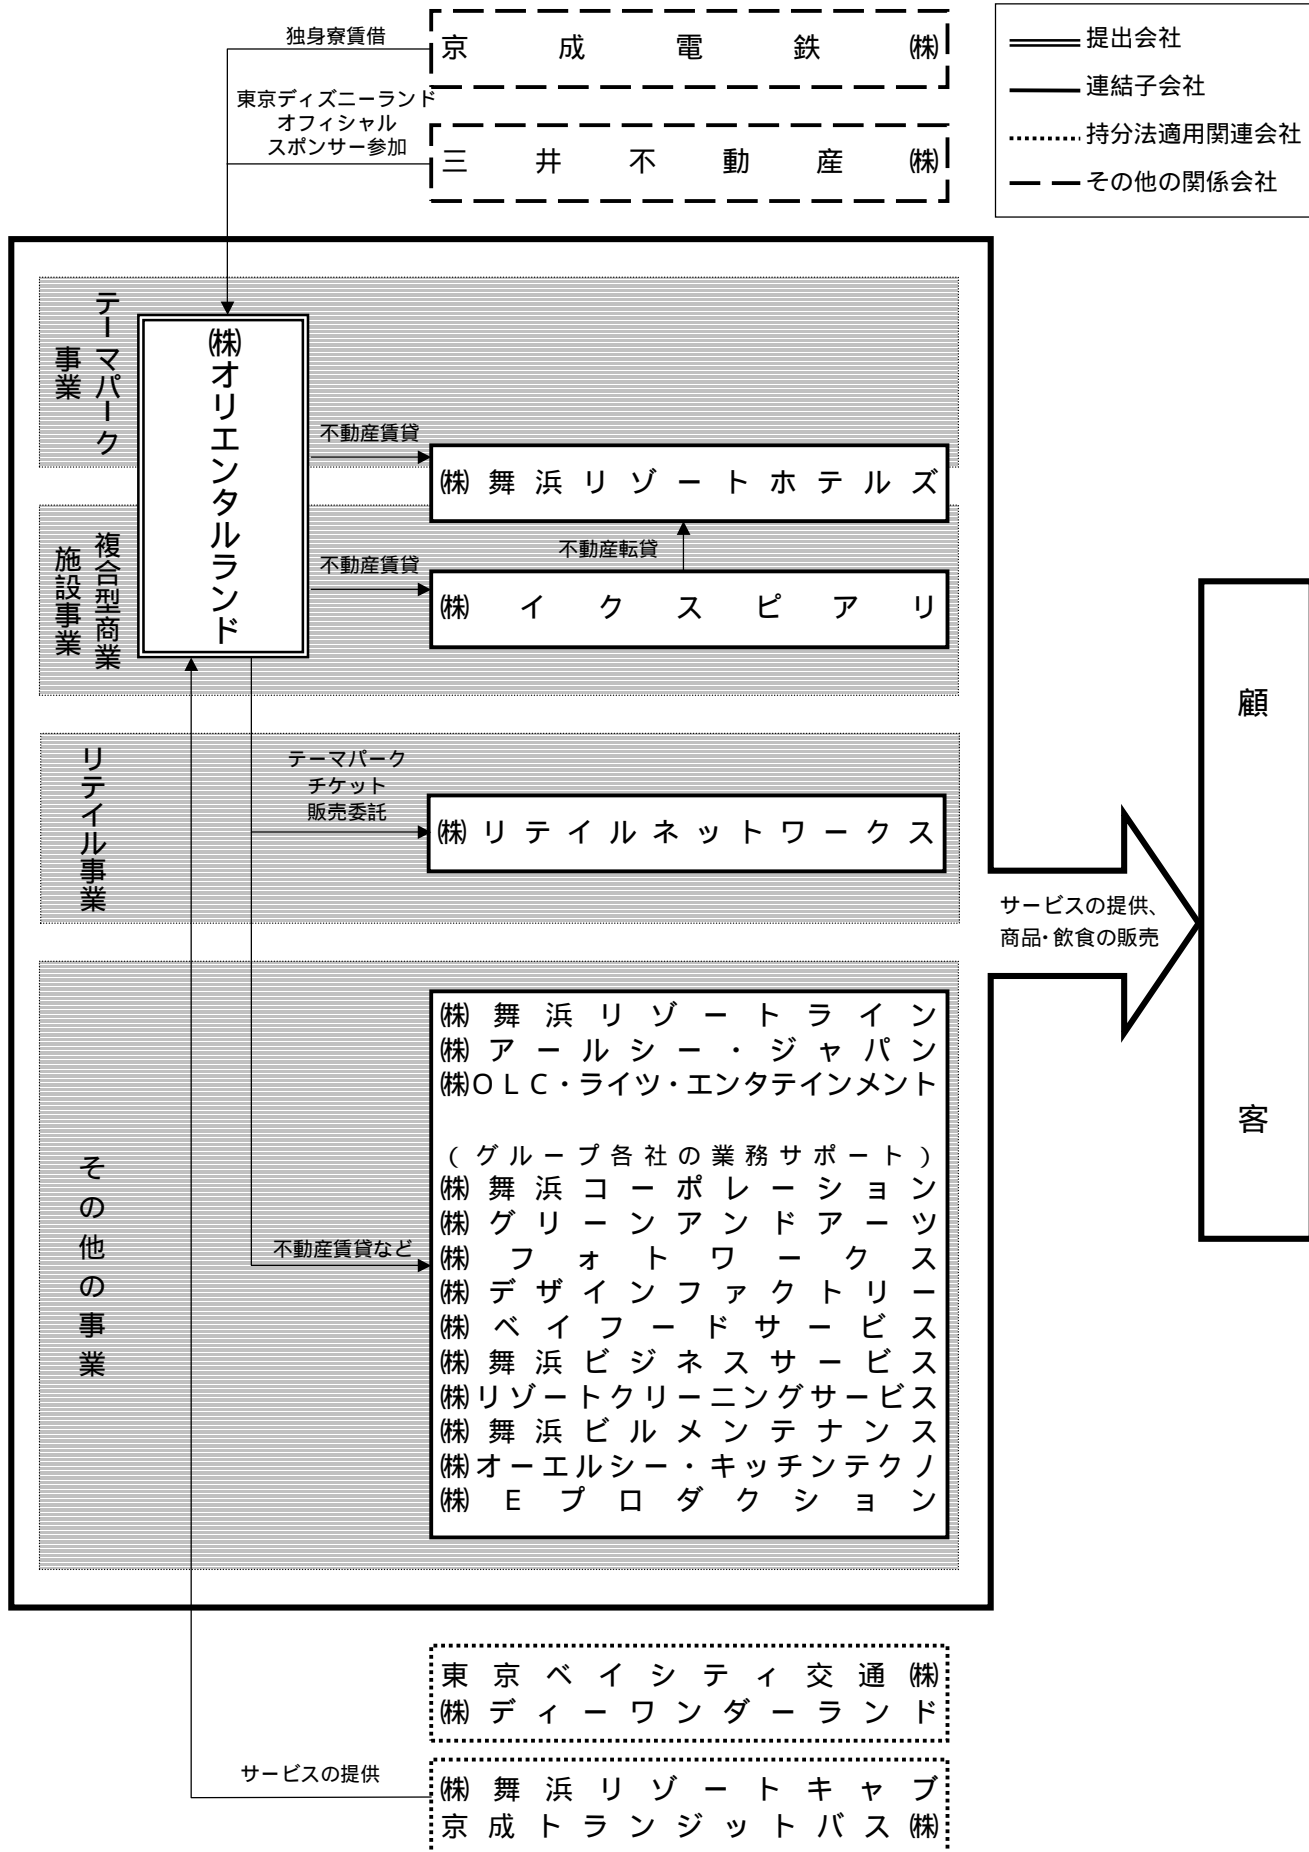 独身寮賃借
京成電鉄㈱
東京ディズニーランド
オフィシャル
スポンサー参加
三井不動産㈱
提出会社
連結子会社
持分法適用関連会社
その他の関係会社
テーマパーク
事業
㈱オリエンタルランド
不動産賃貸
㈱舞浜リゾートホテルズ
複合型商業
施設事業
不動産賃貸
不動産転貸
㈱イクスピアリ
リテイル事業
テーマパーク
チケット
販売委託
㈱リテイルネットワークス
サービスの提供、
商品・飲食の販売
顧客
その他の事業
不動産賃貸など
㈱舞浜リゾートライン
㈱アールシー・ジャパン
㈱OLC・ライツ・エンタテインメント
(グループ各社の業務サポート)
㈱舞浜コーポレーション
㈱グリーンアンドアーツ
㈱フォトワークス
㈱デザインファクトリー
㈱ベイフードサービス
㈱舞浜ビジネスサービス
㈱リゾートクリーニングサービス
㈱舞浜ビルメンテナンス
㈱オーエルシー・キッチンテクノ
㈱Eプロダクション
東京ベイシティ交通㈱
㈱ディーワンダーランド
サービスの提供
㈱舞浜リゾートキャブ
京成トランジットバス㈱